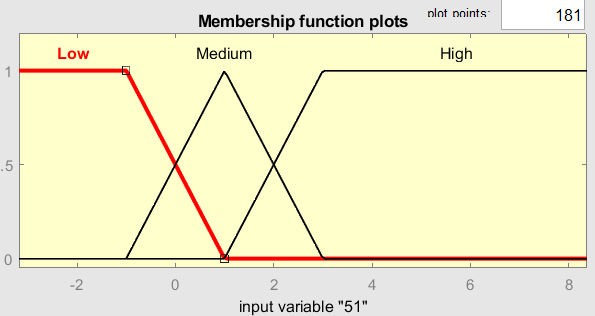 Membership function plots
plot points:
181
Low
Medium
High
1
.5
0
-2
0
2
4
6
8
input variable "51"